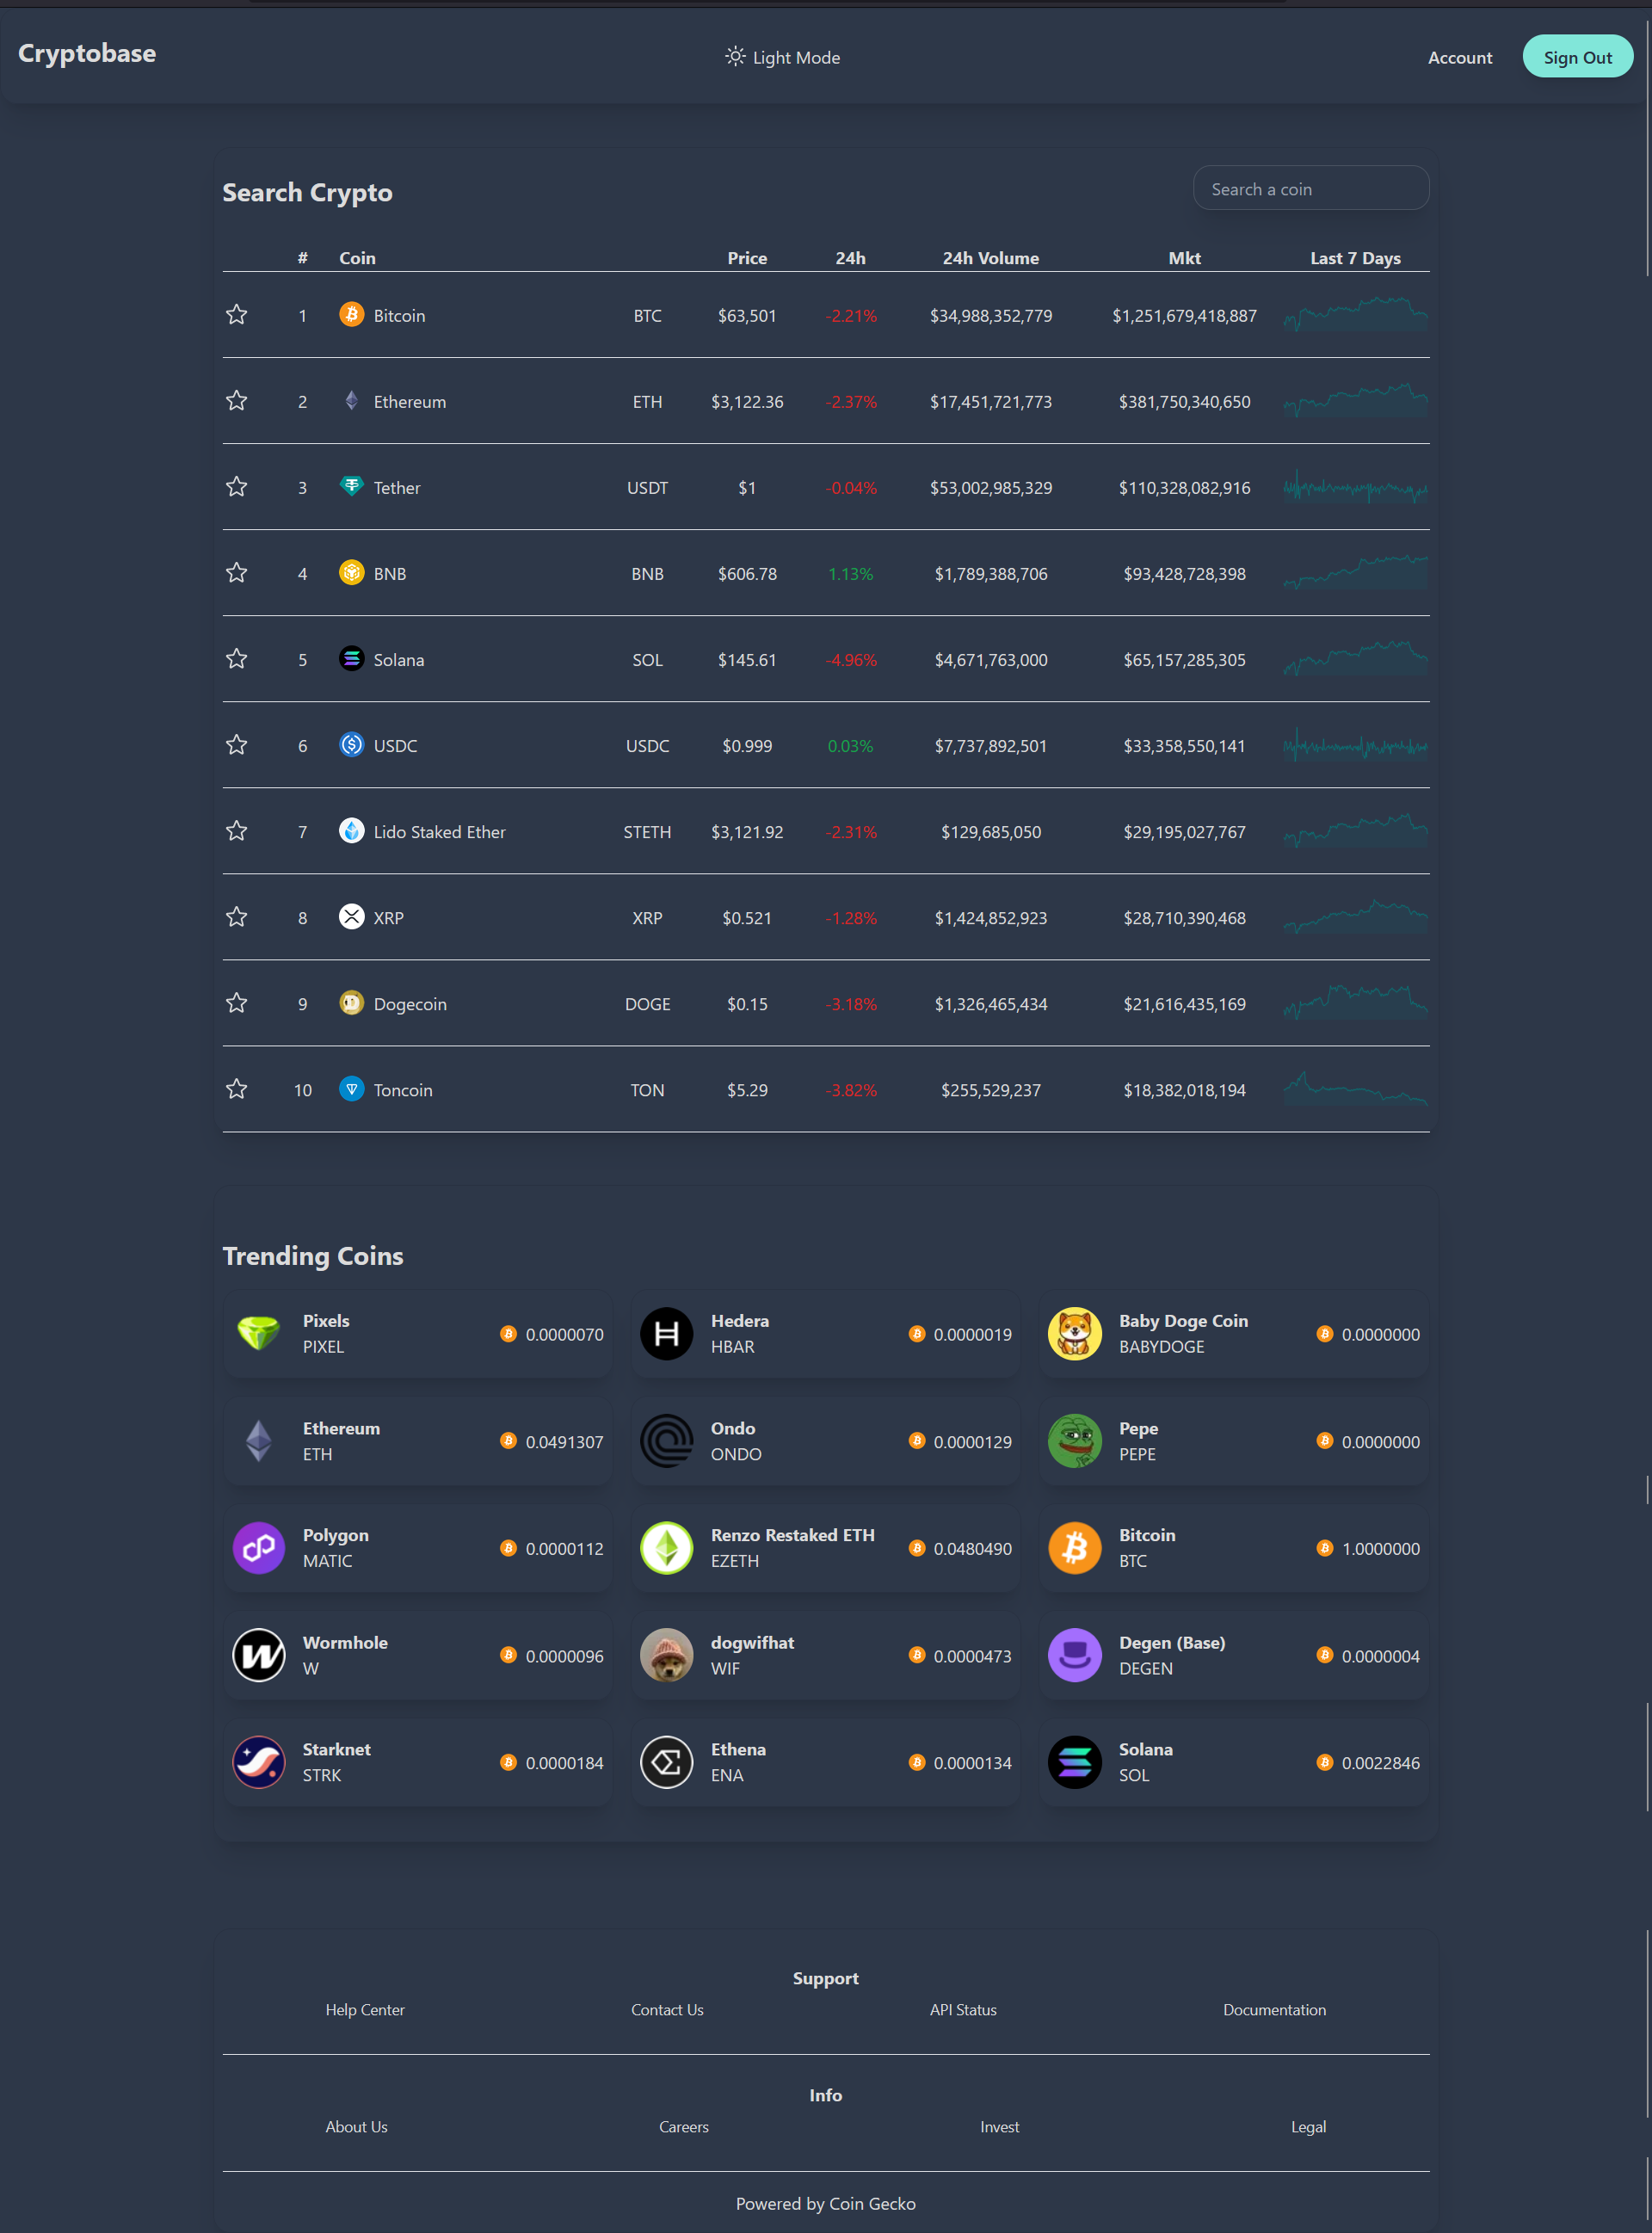 Cryptobase
Light Mode
Account
Sign Out
Search Crypto
Search a coin
# Coin Price 24h 24h Volume Mkt Last 7 Days
1 Bitcoin BTC $63,501 -2.21% $34,988,352,779 $1,251,679,418,887
2 Ethereum ETH $3,122.36 -2.37% $17,451,721,773 $381,750,340,650
3 Tether USDT $1 -0.04% $53,002,985,329 $110,328,082,916
4 BNB BNB $606.78 1.13% $1,789,388,706 $93,428,728,398
5 Solana SOL $145.61 -4.96% $4,671,763,000 $65,157,285,305
6 USDC USDC $0.999 0.03% $7,737,892,501 $33,358,550,141
7 Lido Staked Ether STETH $3,121.92 -2.31% $129,685,050 $29,195,027,767
8 XRP XRP $0.521 -1.28% $1,424,852,923 $28,710,390,468
9 Dogecoin DOGE $0.15 -3.18% $1,326,465,434 $21,616,435,169
10 Toncoin TON $5.29 -3.82% $255,529,237 $18,382,018,194
Trending Coins
Pixels
PIXEL
0.0000070
Hedera
HBAR
0.0000019
Baby Doge Coin
BABYDOGE
0.0000000
Ethereum
ETH
0.0491307
Ondo
ONDO
0.0000129
Pepe
PEPE
0.0000000
Polygon
MATIC
0.0000112
Renzo Restaked ETH
EZETH
0.0480490
Bitcoin
BTC
1.0000000
Wormhole
W
0.0000096
dogwifhat
WIF
0.0000473
Degen (Base)
DEGEN
0.0000004
Starknet
STRK
0.0000184
Ethena
ENA
0.0000134
Solana
SOL
0.0022846
Support
Help Center Contact Us API Status Documentation
Info
About Us Careers Invest Legal
Powered by Coin Gecko